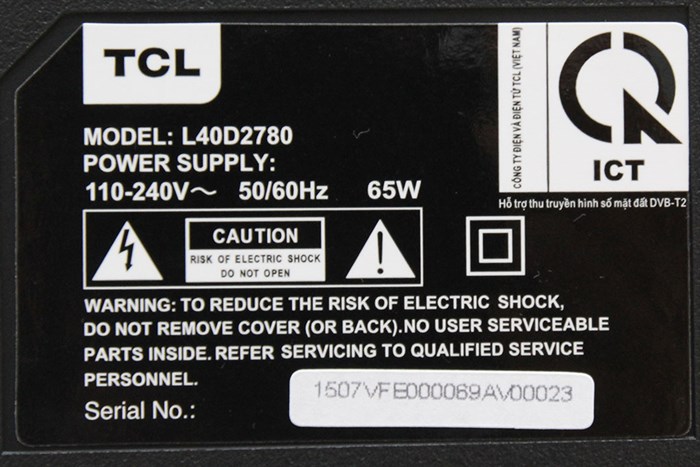 TCL
MODEL: L40D2780
POWER SUPPLY:
110-240V～ 50/60Hz 65W
CAUTION
RISK OF ELECTRIC SHOCK
DO NOT OPEN
WARNING: TO REDUCE THE RISK OF ELECTRIC SHOCK,
DO NOT REMOVE COVER (OR BACK).NO USER SERVICEABLE
PARTS INSIDE.REFER SERVICING TO QUALIFIED SERVICE
PERSONNEL.
Serial No.:
1507VFE000069AV00023
CÔNG TY ĐIỆN VÀ ĐIỆN TỬ TCL (VIỆT NAM)
ICT
Hỗ trợ thu truyền hình số mặt đất DVB-T2